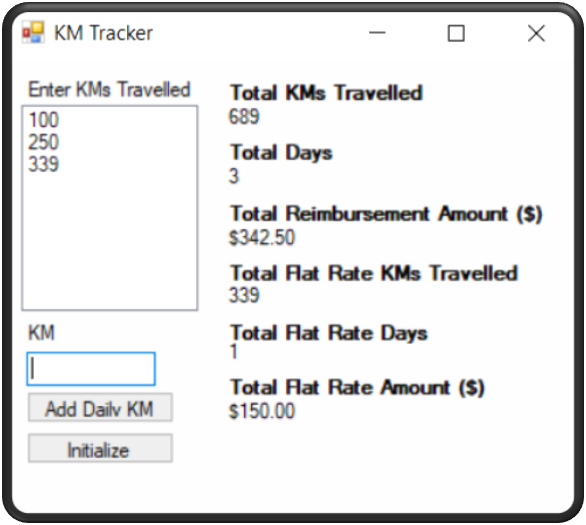 KM Tracker
Enter KMs Travelled
100
250
339
KM
Add Daily KM
Initialize
Total KMs Travelled
689
Total Days
3
Total Reimbursement Amount ($)
$342.50
Total Flat Rate KMs Travelled
339
Total Flat Rate Days
1
Total Flat Rate Amount ($)
$150.00